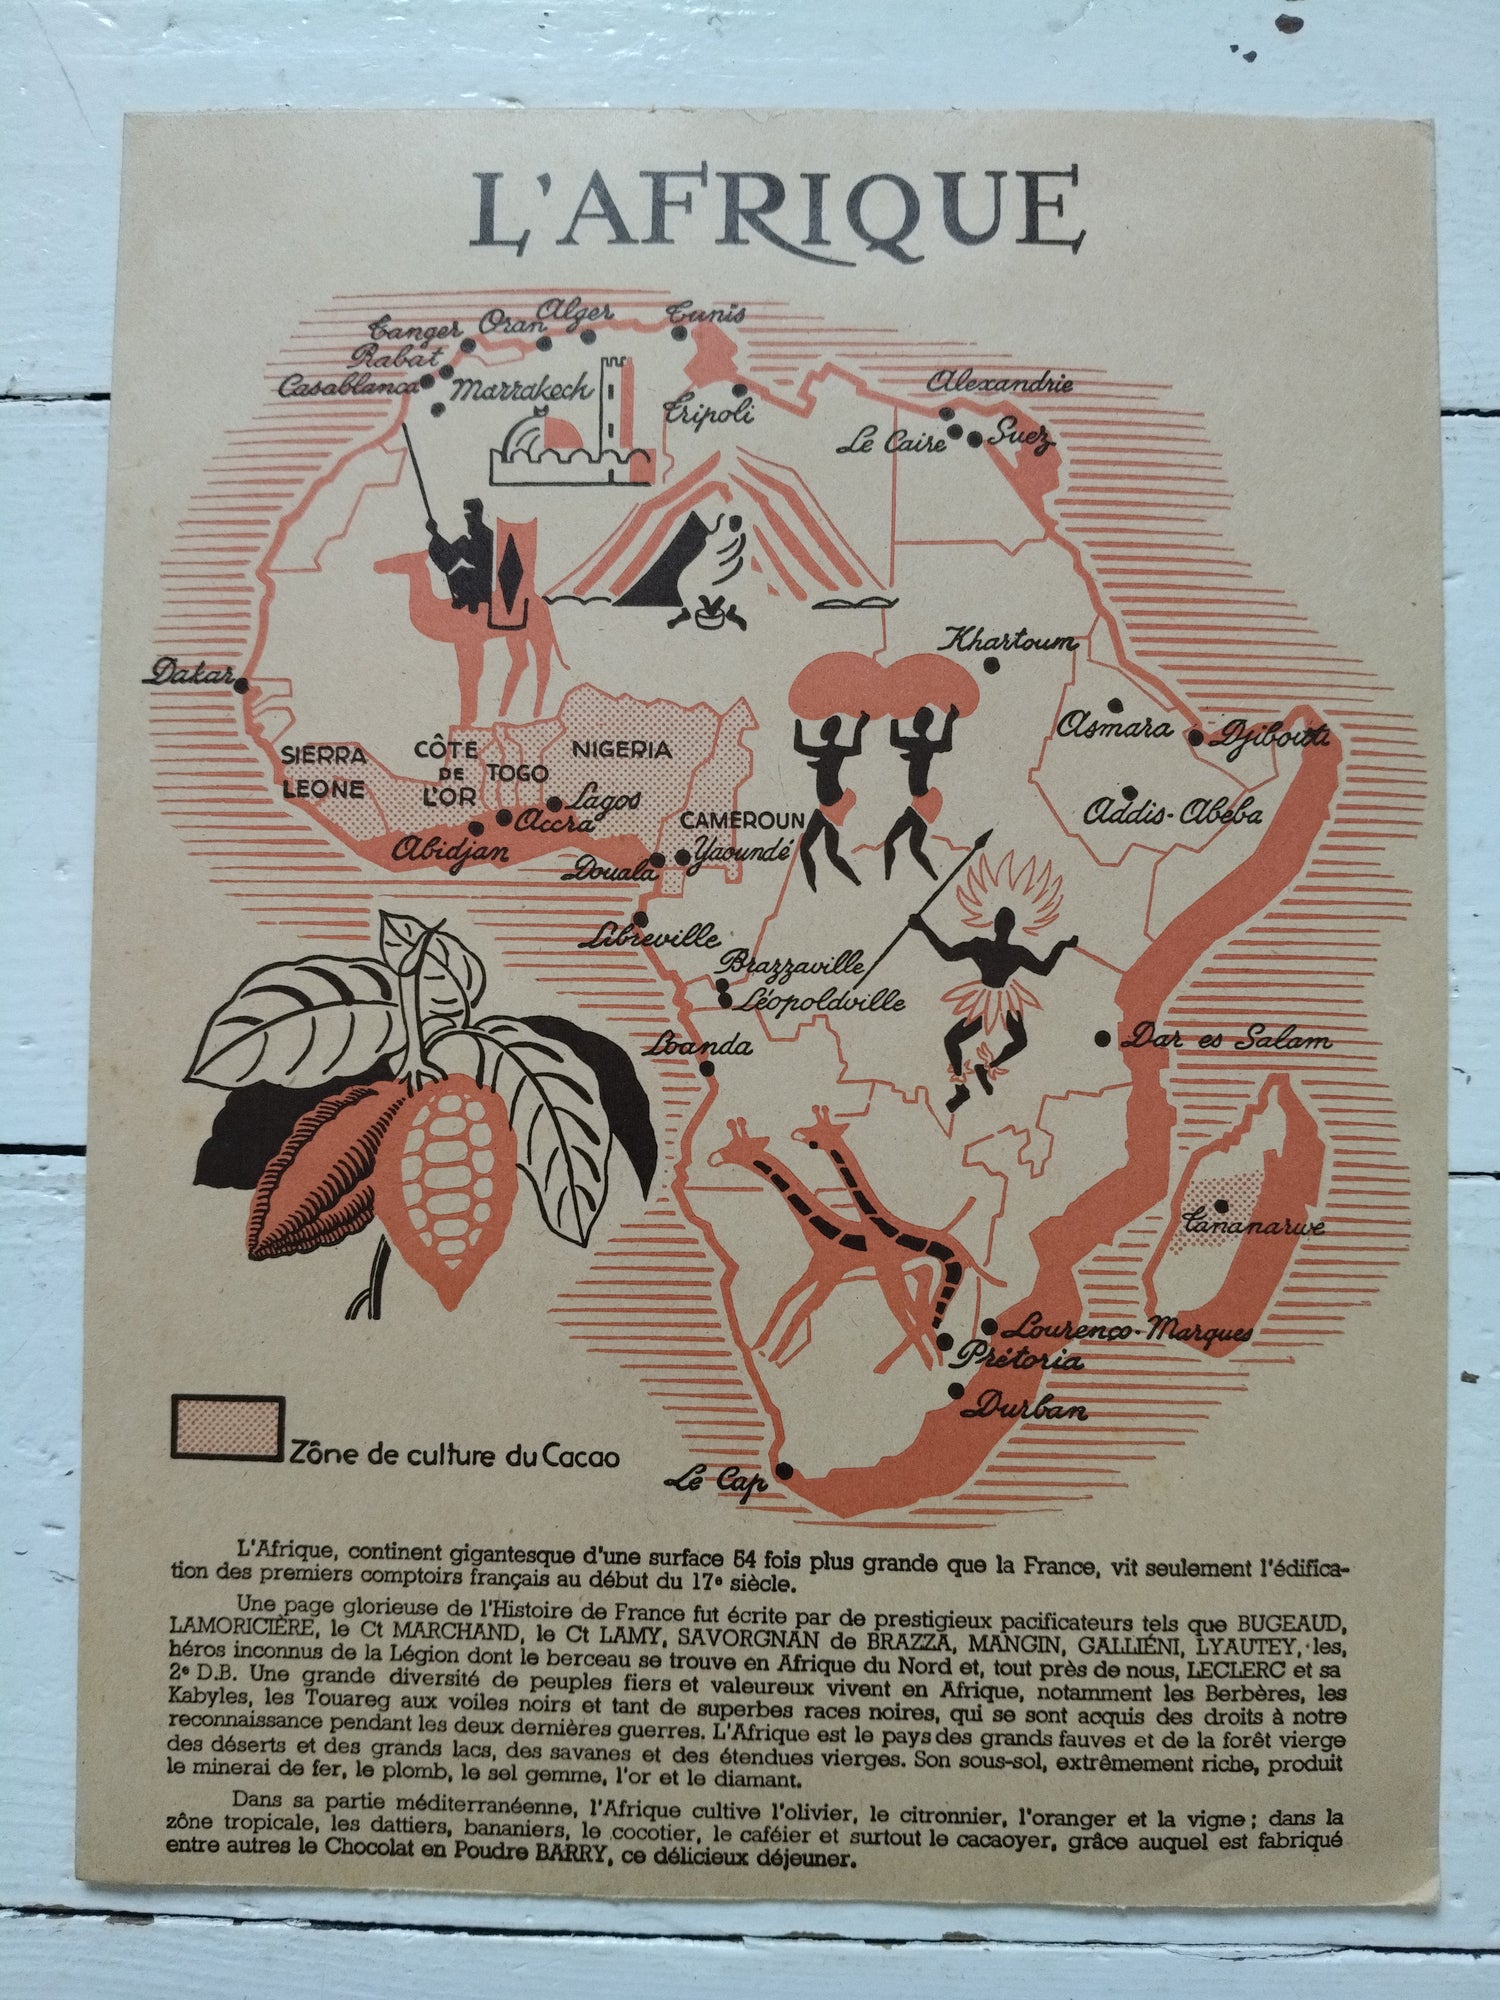 L'AFRIQUE
Tanger
Oran
Alger
Tunis
Rabat
Casablanca
Marrakech
Tripoli
Alexandrie
Le Caire
Suez
Khartoum
Dakar
Asmara
Djibouti
SIERRA
LEONE
CÔTE
DE
L'OR
TOGO
NIGERIA
Lagos
Accra
Abidjan
Addis-Abéba
CAMEROUN
Yaoundé
Douala
Libreville
Brazzaville
Léopoldville
Loanda
Dar es Salam
Tananarive
Lourenço-Marques
Prétoria
Durban
Zône de culture du Cacao
Le Cap
L'Afrique, continent gigantesque d'une surface 54 fois plus grande que la France, vit seulement l'édifica-
tion des premiers comptoirs français au début du 17e siècle.
Une page glorieuse de l'Histoire de France fut écrite par de prestigieux pacificateurs tels que BUGEAUD,
LAMORICIÈRE, le Ct MARCHAND, le Ct LAMY, SAVORGNAN de BRAZZA, MANGIN, GALLIÉNI, LYAUTEY, les,
héros inconnus de la Légion dont le berceau se trouve en Afrique du Nord et, tout près de nous, LECLERC et sa
2e D.B. Une grande diversité de peuples fiers et valeureux vivent en Afrique, notamment les Berbères, les
Kabyles, les Touareg aux voiles noirs et tant de superbes races noires, qui se sont acquis des droits à notre
reconnaissance pendant les deux dernières guerres. L'Afrique est le pays des grands fauves et de la forêt vierge
des déserts et des grands lacs, des savanes et des étendues vierges. Son sous-sol, extrêmement riche, produit
le minerai de fer, le plomb, le sel gemme, l'or et le diamant.
Dans sa partie méditerranéenne, l'Afrique cultive l'olivier, le citronnier, l'oranger et la vigne ; dans la
zône tropicale, les dattiers, bananiers, le cocotier, le caféier et surtout le cacaoyer, grâce auquel est fabriqué
entre autres le Chocolat en Poudre BARRY, ce délicieux déjeuner.